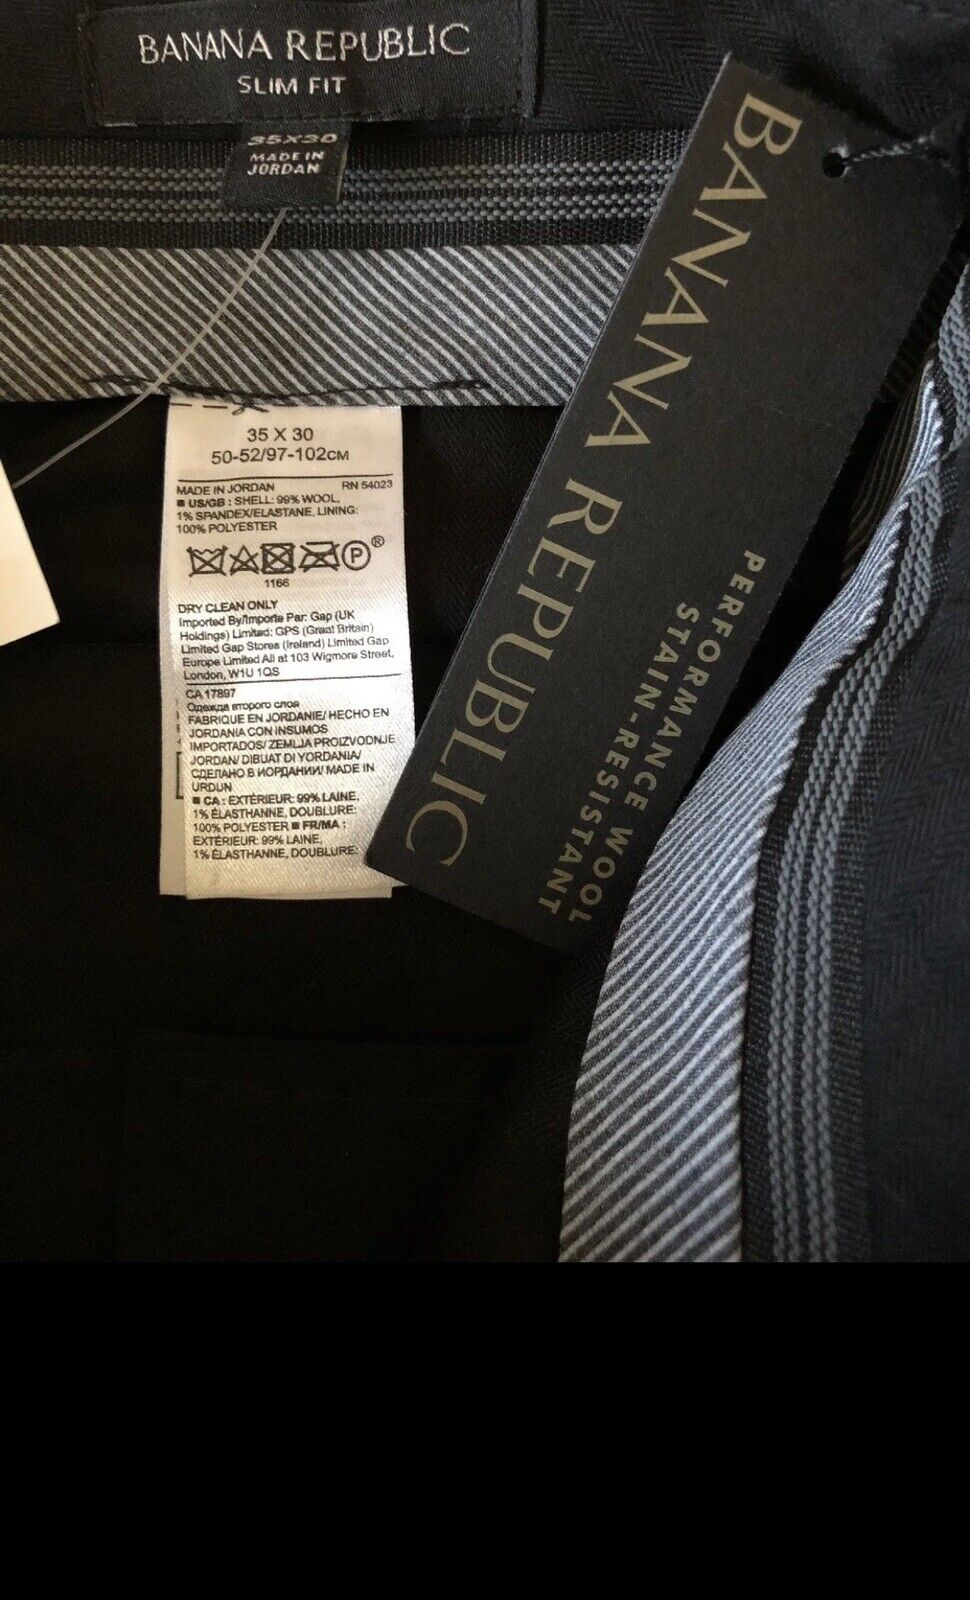 BANANA REPUBLIC
SLIM FIT
35X30
MADE IN
JORDAN
35 X 30
50-52/97-102CM
MADE IN JORDAN RN 54023
■ US/GB : SHELL: 99% WOOL,
1% SPANDEX/ELASTANE, LINING:
100% POLYESTER
P®
1166
DRY CLEAN ONLY
Imported By/Importe Par: Gap (UK
Holdings) Limited: GPS (Great Britain)
Limited Gap Stores (Ireland) Limited Gap
Europe Limited All at 103 Wigmore Street,
London, W1U 1QS
CA 17897
Одежда второго слоя
FABRIQUE EN JORDANIE/ HECHO EN
JORDANIA CON INSUMOS
IMPORTADOS/ ZEMLJA PROIZVODNJE
JORDAN/ DIBUAT DI YORDANIA/
СДЕЛАНО В ИОРДАНИИ/ MADE IN
URDUN
■ CA : EXTÉRIEUR: 99% LAINE,
1% ÉLASTHANNE, DOUBLURE:
100% POLYESTER ■ FR/MA :
EXTÉRIEUR: 99% LAINE,
1% ÉLASTHANNE, DOUBLURE:
BANANA REPUBLIC
PERFORMANCE WOOL
STAIN-RESISTANT